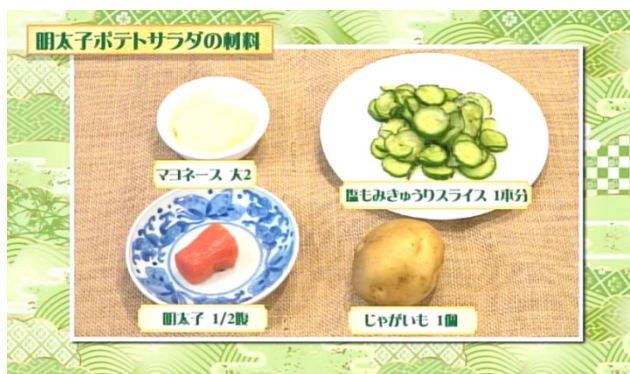 明太子ポテトサラダの材料
マヨネーズ 大2
塩もみきゅうりスライス 1本分
明太子 1/2腹
じゃがいも 1個